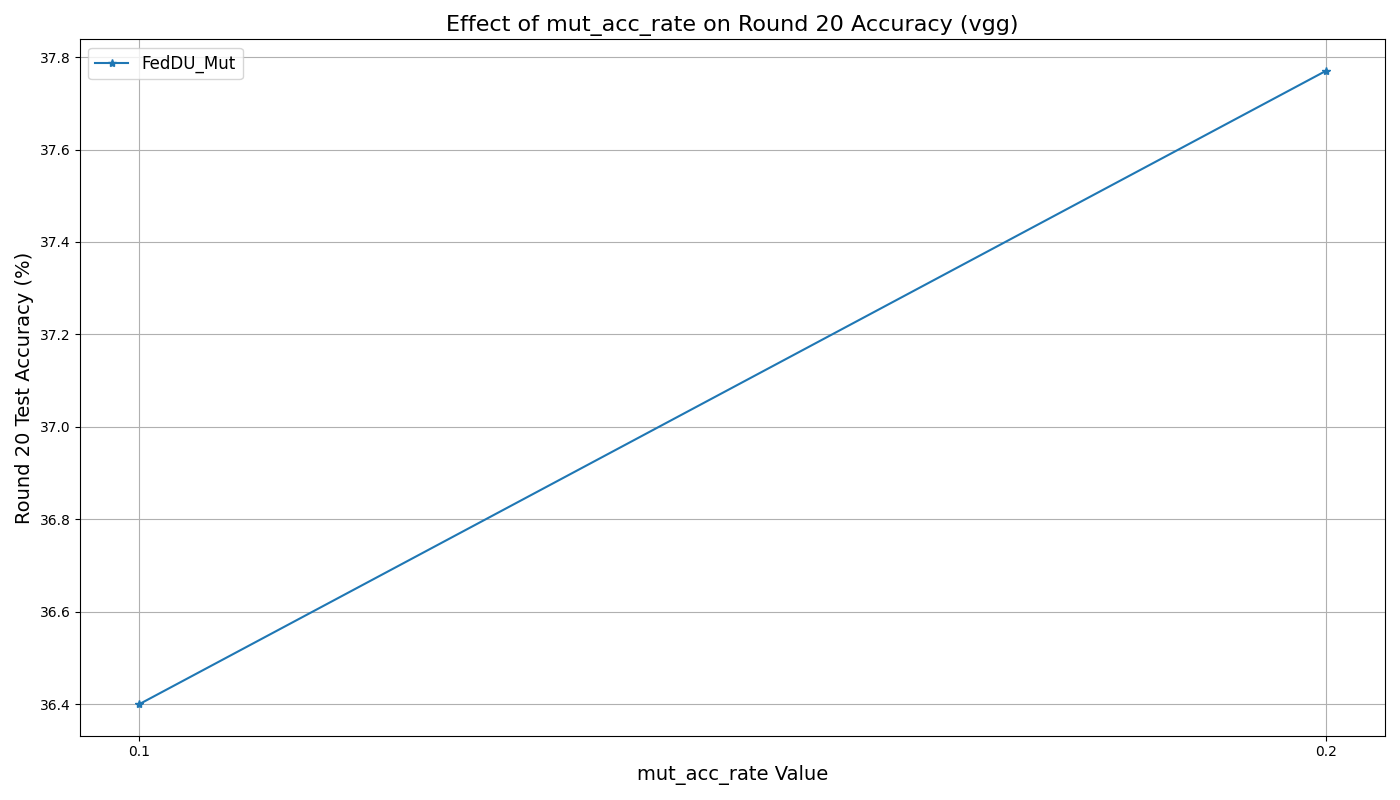 Effect of mut_acc_rate on Round 20 Accuracy (vgg)
FedDU_Mut
Round 20 Test Accuracy (%)
37.8
37.6
37.4
37.2
37.0
36.8
36.6
36.4
0.1
0.2
mut_acc_rate Value